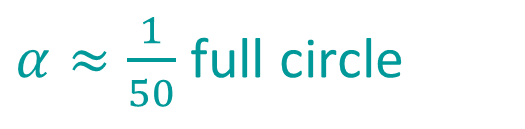 α ≈ 1/50 full circle